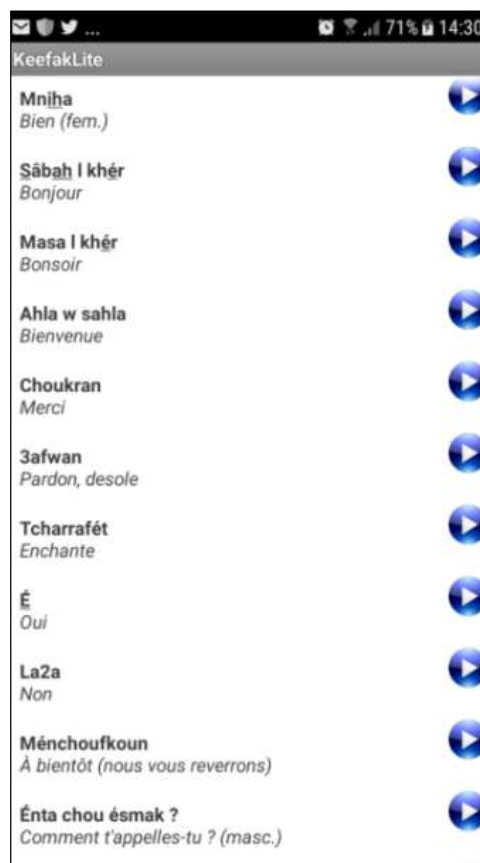 ... 71% 14:30
KeefakLite
Mniha
Bien (fem.)
Sâbah l khér
Bonjour
Masa l khér
Bonsoir
Ahla w sahla
Bienvenue
Choukran
Merci
3afwan
Pardon, desole
Tcharrafét
Enchante
É
Oui
La2a
Non
Ménchoufkoun
À bientôt (nous vous reverrons)
Énta chou ésmak ?
Comment t'appelles-tu ? (masc.)